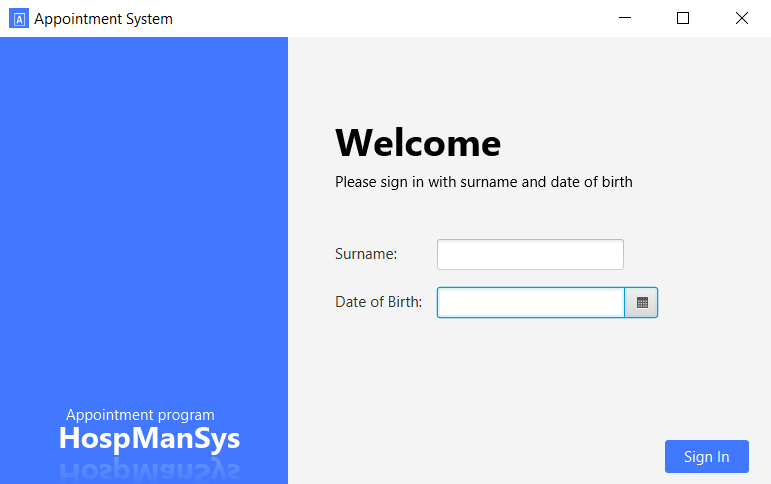 Appointment System
Welcome
Please sign in with surname and date of birth
Surname:
Date of Birth:
Appointment program
HospManSys
HospManSys
Sign In